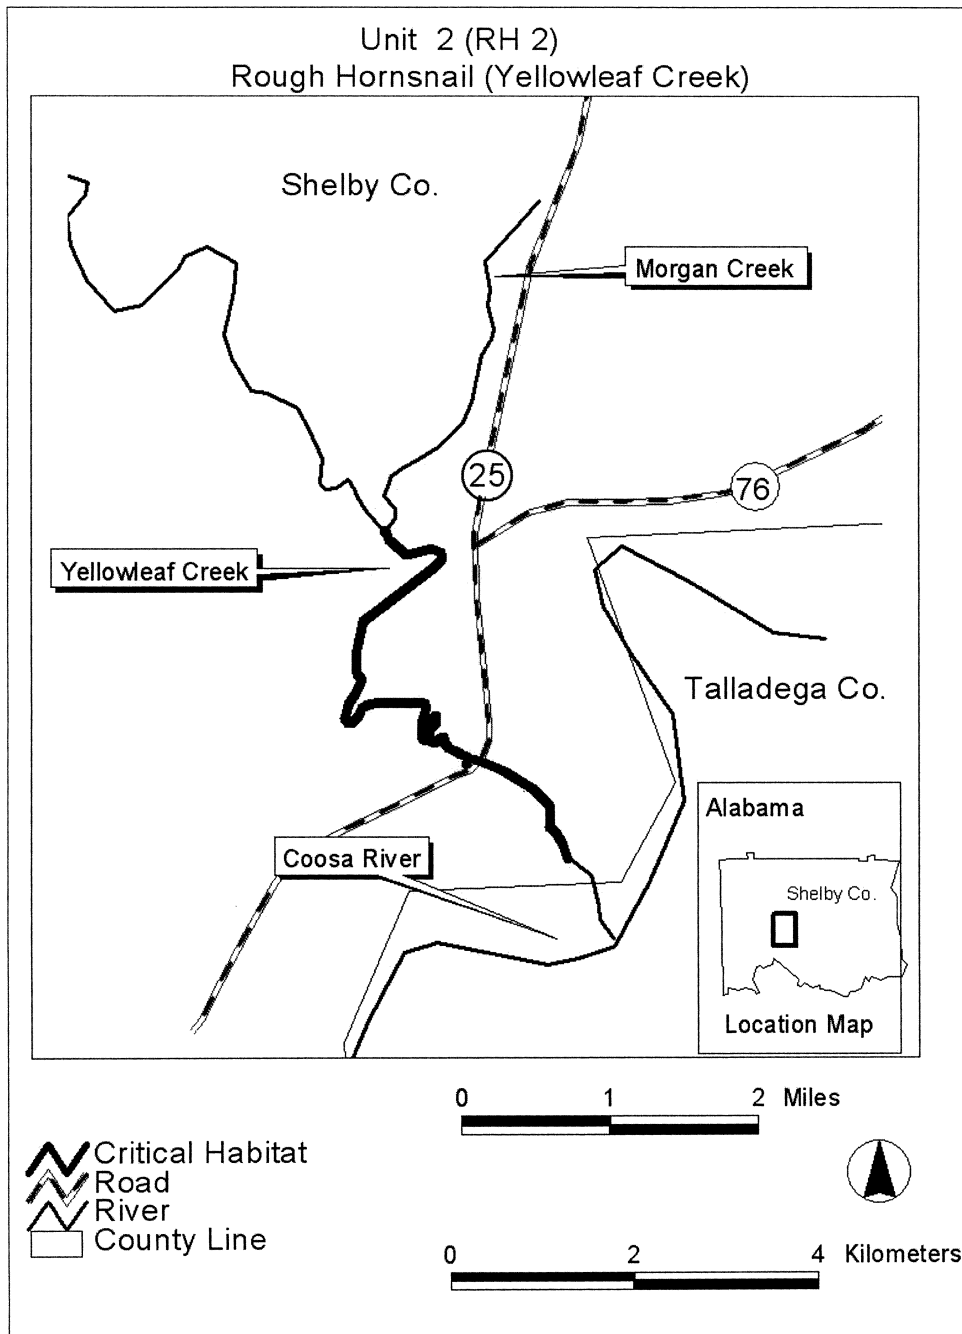 Unit 2 (RH 2)
Rough Hornsnail (Yellowleaf Creek)
Shelby Co.
Morgan Creek
25
76
Yellowleaf Creek
Talladega Co.
Alabama
Coosa River
Shelby Co.
Location Map
0 1 2 Miles
Critical Habitat
Road
River
County Line
0 2 4 Kilometers